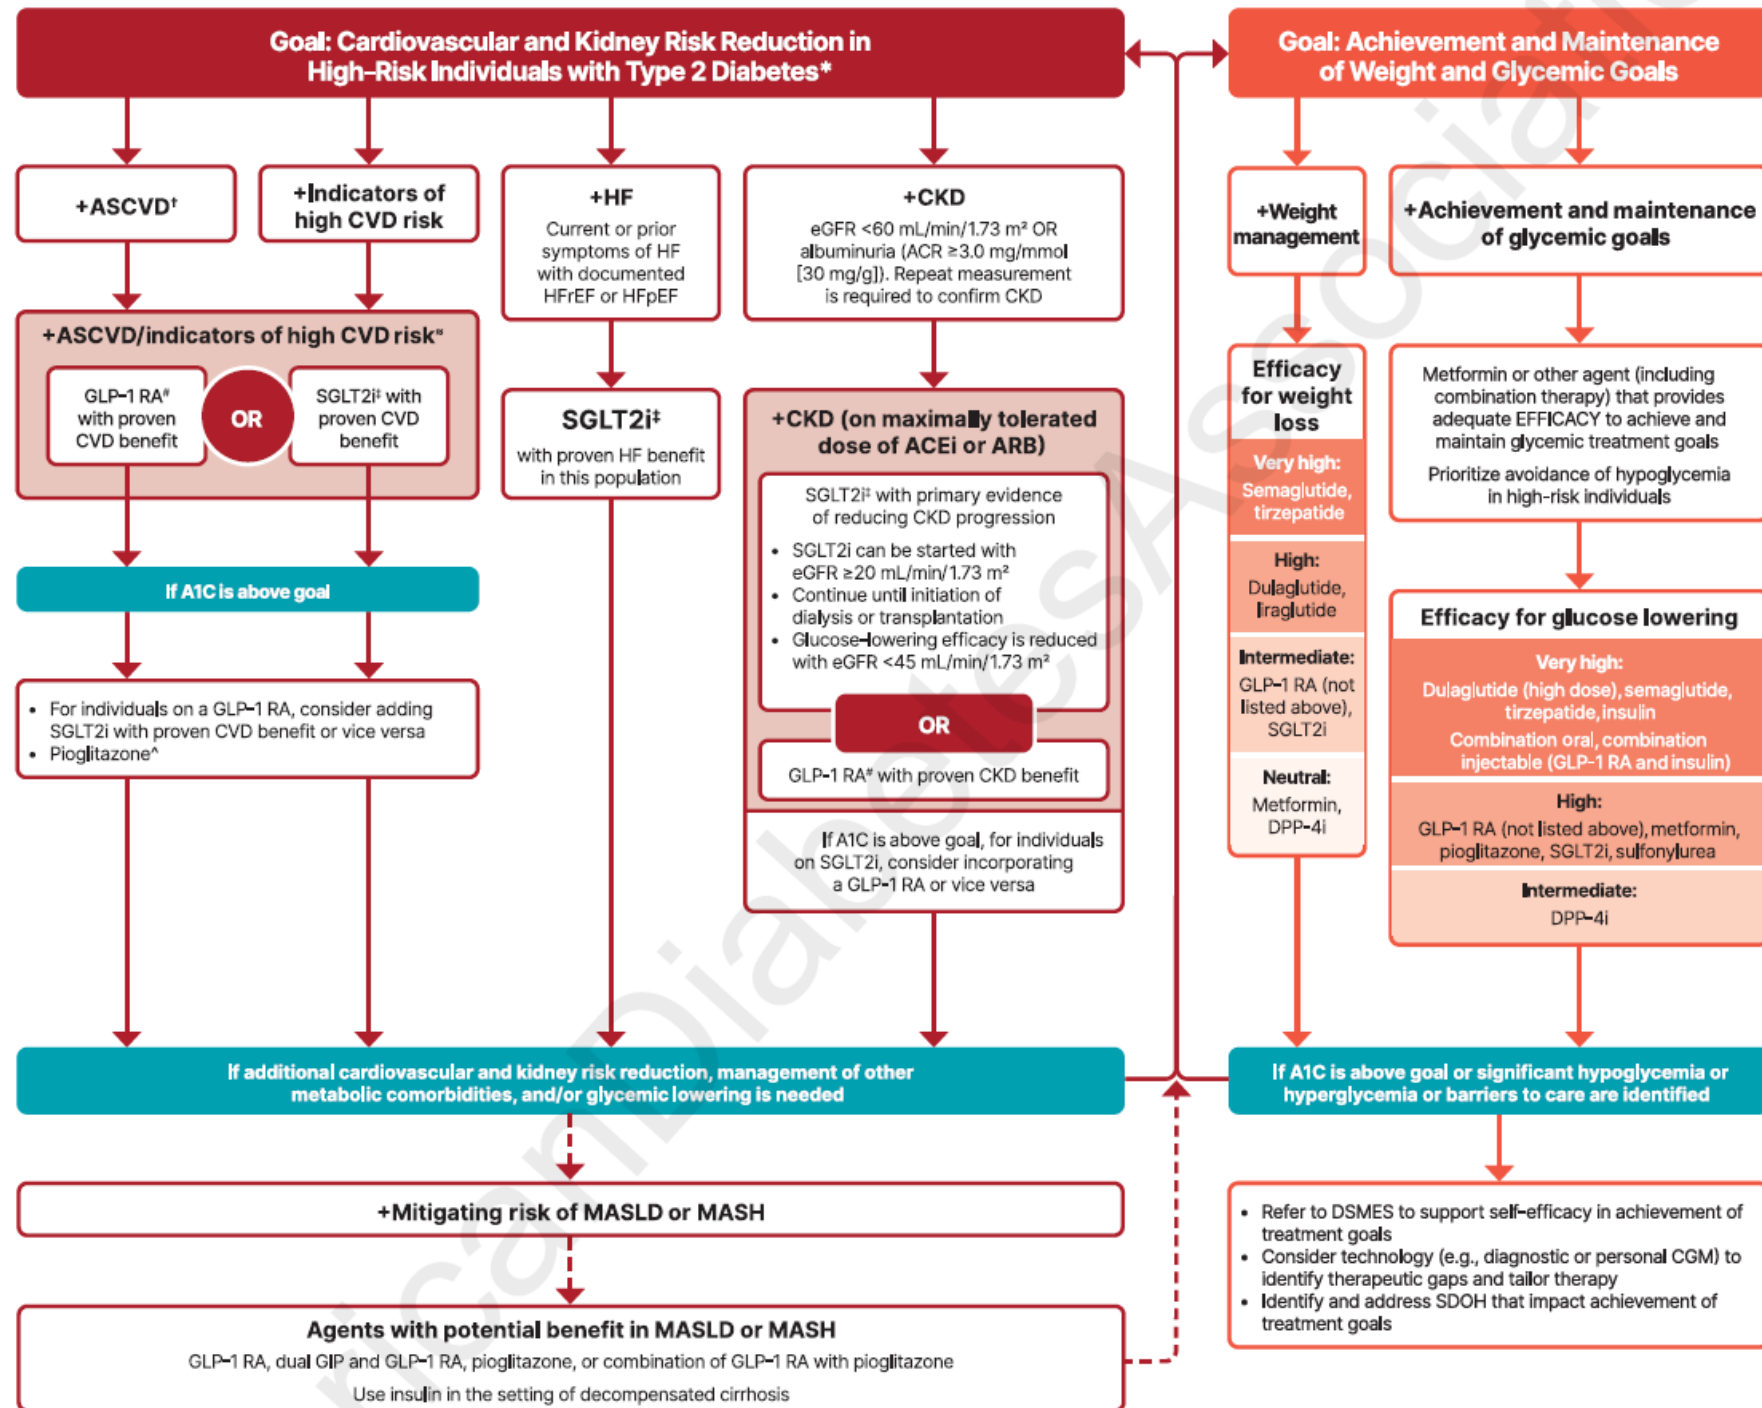 Goal: Cardiovascular and Kidney Risk Reduction in
High-Risk Individuals with Type 2 Diabetes*
+ASCVD†
+Indicators of
high CVD risk
+ASCVD/indicators of high CVD risk*
GLP-1 RA#
with proven
CVD benefit
OR
SGLT2i‡ with
proven CVD
benefit
If A1C is above goal
• For individuals on a GLP-1 RA, consider adding
SGLT2i with proven CVD benefit or vice versa
• Pioglitazone^
+HF
Current or prior
symptoms of HF
with documented
HFrEF or HFpEF
SGLT2i‡
with proven HF benefit
in this population
+CKD
eGFR <60 mL/min/1.73 m² OR
albuminuria (ACR ≥3.0 mg/mmol
[30 mg/g]). Repeat measurement
is required to confirm CKD
+CKD (on maximally tolerated
dose of ACEi or ARB)
SGLT2i‡ with primary evidence
of reducing CKD progression
• SGLT2i can be started with
eGFR ≥20 mL/min/1.73 m²
• Continue until initiation of
dialysis or transplantation
• Glucose-lowering efficacy is reduced
with eGFR <45 mL/min/1.73 m²
OR
GLP-1 RA# with proven CKD benefit
If A1C is above goal, for individuals
on SGLT2i, consider incorporating
a GLP-1 RA or vice versa
If additional cardiovascular and kidney risk reduction, management of other
metabolic comorbidities, and/or glycemic lowering is needed
+Mitigating risk of MASLD or MASH
Agents with potential benefit in MASLD or MASH
GLP-1 RA, dual GIP and GLP-1 RA, pioglitazone, or combination of GLP-1 RA with pioglitazone
Use insulin in the setting of decompensated cirrhosis
Goal: Achievement and Maintenance
of Weight and Glycemic Goals
+Weight
management
Efficacy
for weight
loss
Very high:
Semaglutide,
tirzepatide
High:
Dulaglutide,
liraglutide
Intermediate:
GLP-1 RA (not
listed above),
SGLT2i
Neutral:
Metformin,
DPP-4i
+Achievement and maintenance
of glycemic goals
Metformin or other agent (including
combination therapy) that provides
adequate EFFICACY to achieve and
maintain glycemic treatment goals
Prioritize avoidance of hypoglycemia
in high-risk individuals
Efficacy for glucose lowering
Very high:
Dulaglutide (high dose), semaglutide,
tirzepatide, insulin
Combination oral, combination
injectable (GLP-1 RA and insulin)
High:
GLP-1 RA (not listed above), metformin,
pioglitazone, SGLT2i, sulfonylurea
Intermediate:
DPP-4i
If A1C is above goal or significant hypoglycemia or
hyperglycemia or barriers to care are identified
• Refer to DSMES to support self-efficacy in achievement of
treatment goals
• Consider technology (e.g., diagnostic or personal CGM) to
identify therapeutic gaps and tailor therapy
• Identify and address SDOH that impact achievement of
treatment goals
ricanDiabetesAssociati